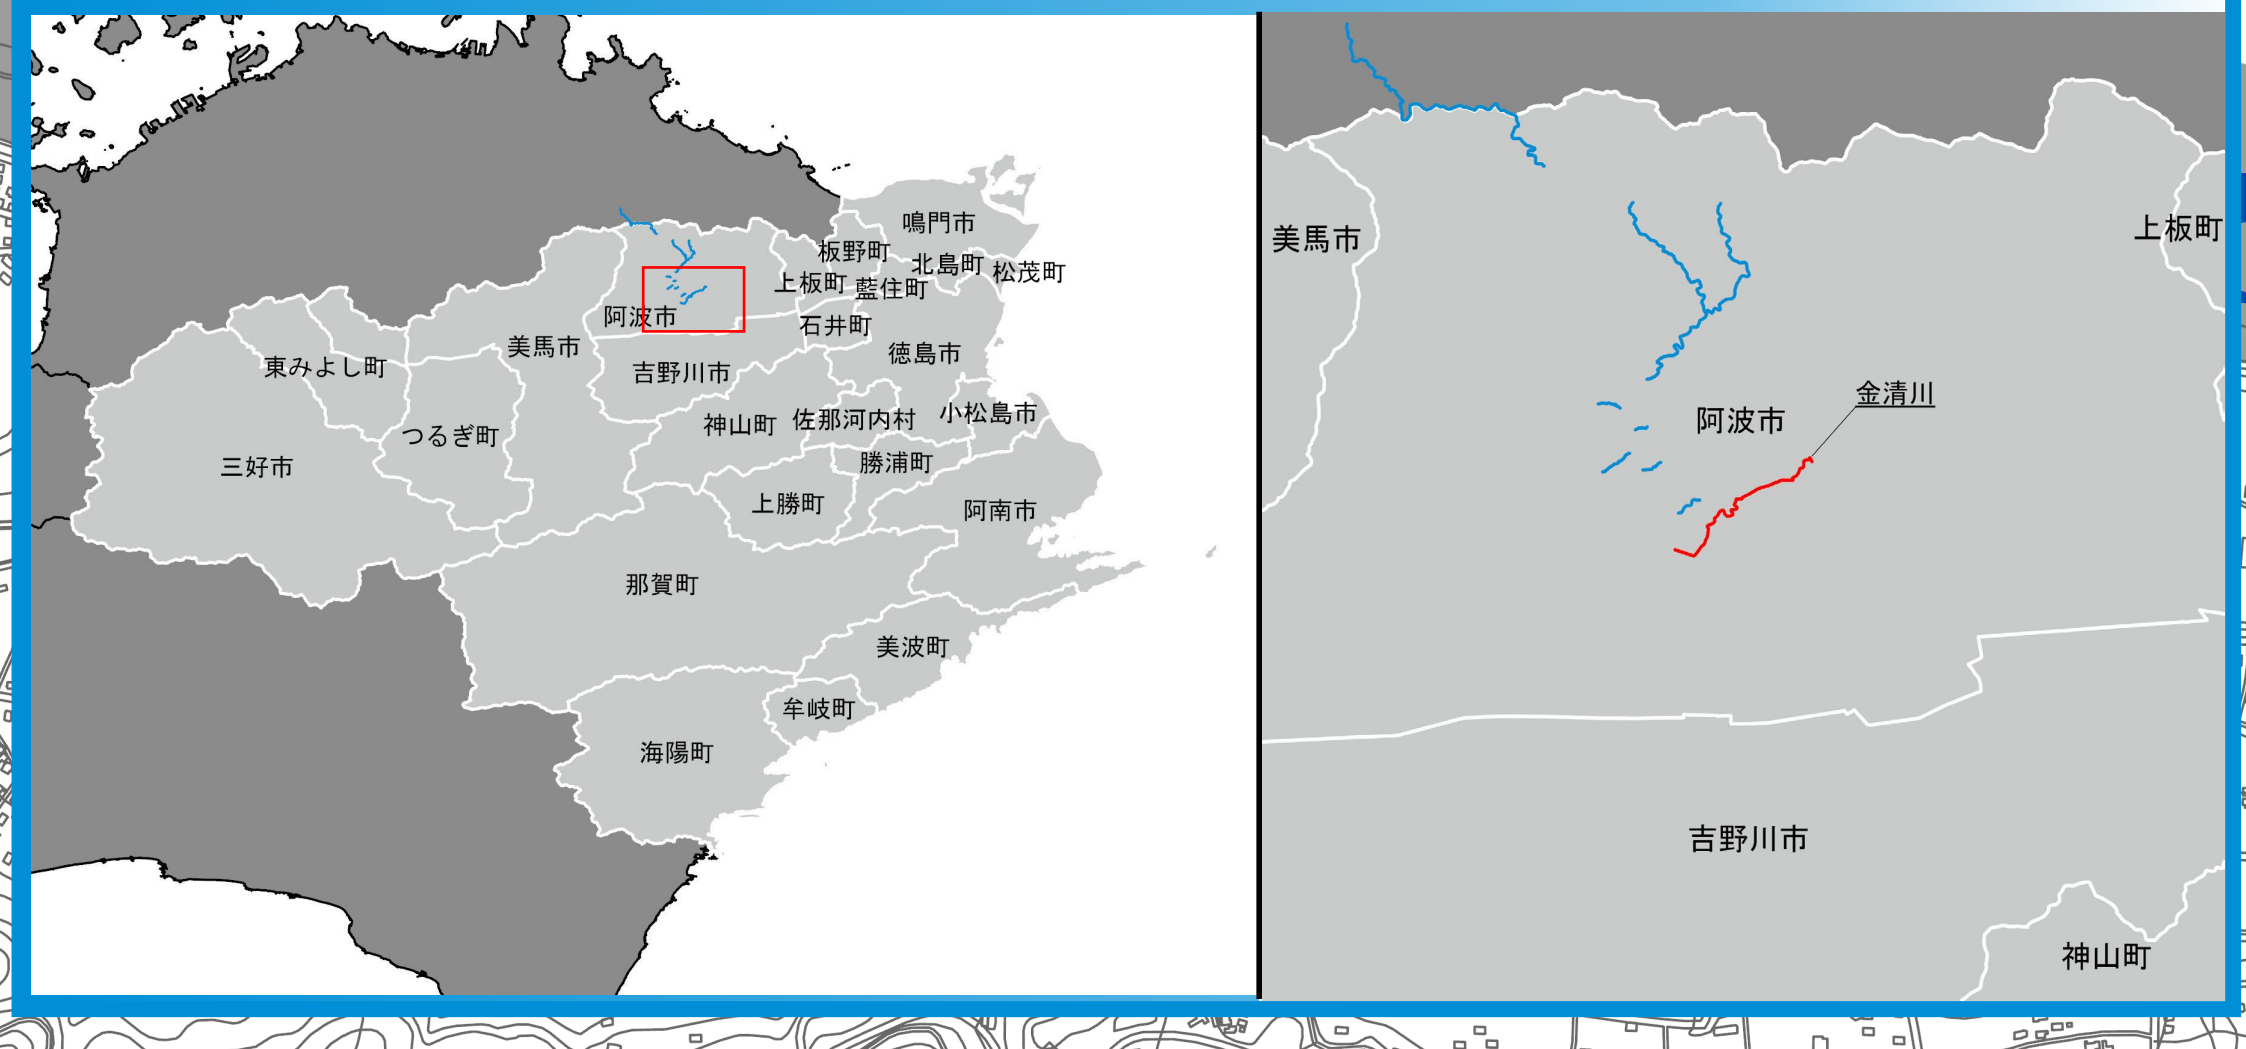 鳴門市
板野町
北島町
松茂町
上板町
藍住町
阿波市
石井町
美馬市
徳島市
東みよし町
吉野川市
小松島市
神山町
佐那河内村
つるぎ町
勝浦町
三好市
上勝町
阿南市
那賀町
美波町
牟岐町
海陽町
美馬市
上板町
金清川
阿波市
吉野川市
神山町